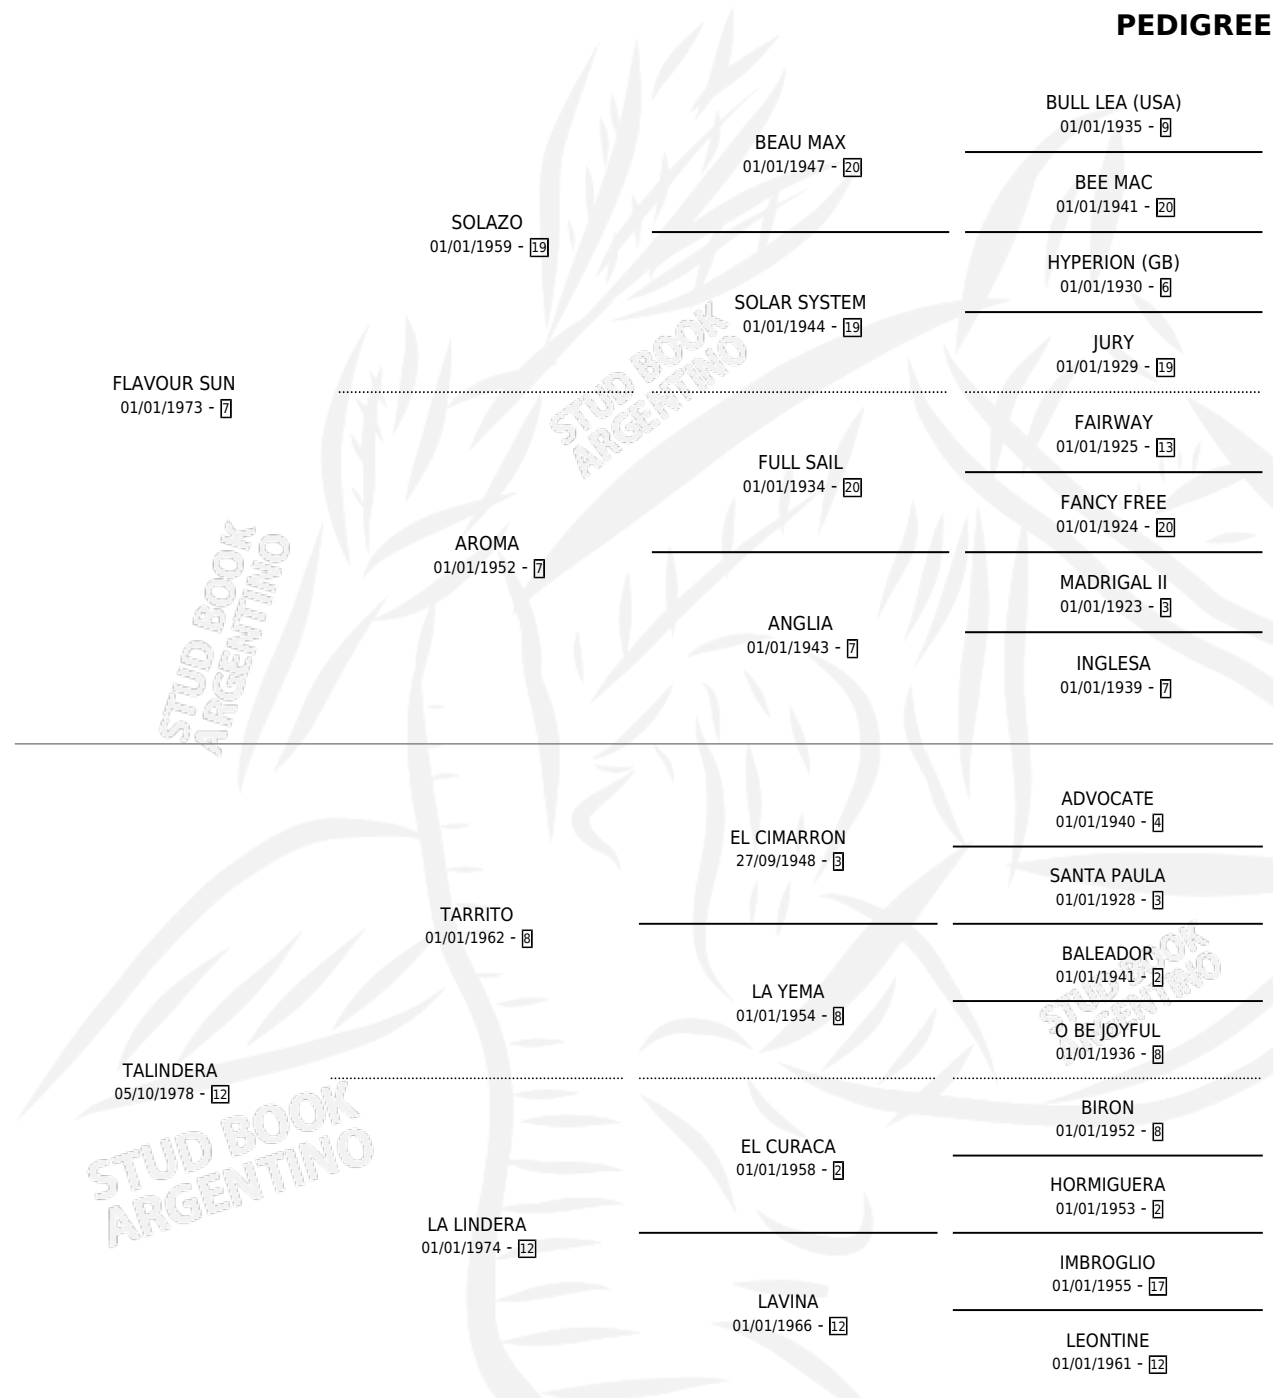 PEDIGREE
BULL LEA (USA)
01/01/1935 - 9
BEAU MAX
01/01/1947 - 20
BEE MAC
01/01/1941 - 20
SOLAZO
01/01/1959 - 19
HYPERION (GB)
01/01/1930 - 6
SOLAR SYSTEM
01/01/1944 - 19
JURY
01/01/1929 - 19
FLAVOUR SUN
01/01/1973 - 7
FAIRWAY
01/01/1925 - 13
FULL SAIL
01/01/1934 - 20
FANCY FREE
01/01/1924 - 20
AROMA
01/01/1952 - 7
MADRIGAL II
01/01/1923 - 3
ANGLIA
01/01/1943 - 7
INGLESA
01/01/1939 - 7
ADVOCATE
01/01/1940 - 4
EL CIMARRON
27/09/1948 - 3
SANTA PAULA
01/01/1928 - 3
TARRITO
01/01/1962 - 8
BALEADOR
01/01/1941 - 2
LA YEMA
01/01/1954 - 8
O BE JOYFUL
01/01/1936 - 8
TALINDERA
05/10/1978 - 12
BIRON
01/01/1952 - 8
EL CURACA
01/01/1958 - 2
HORMIGUERA
01/01/1953 - 2
LA LINDERA
01/01/1974 - 12
IMBROGLIO
01/01/1955 - 17
LAVINA
01/01/1966 - 12
LEONTINE
01/01/1961 - 12
STUD BOOK
ARGENTINO
STUD BOOK
ARGENTINO
STUD BOOK
ARGENTINO
STUD BOOK
ARGENTINO